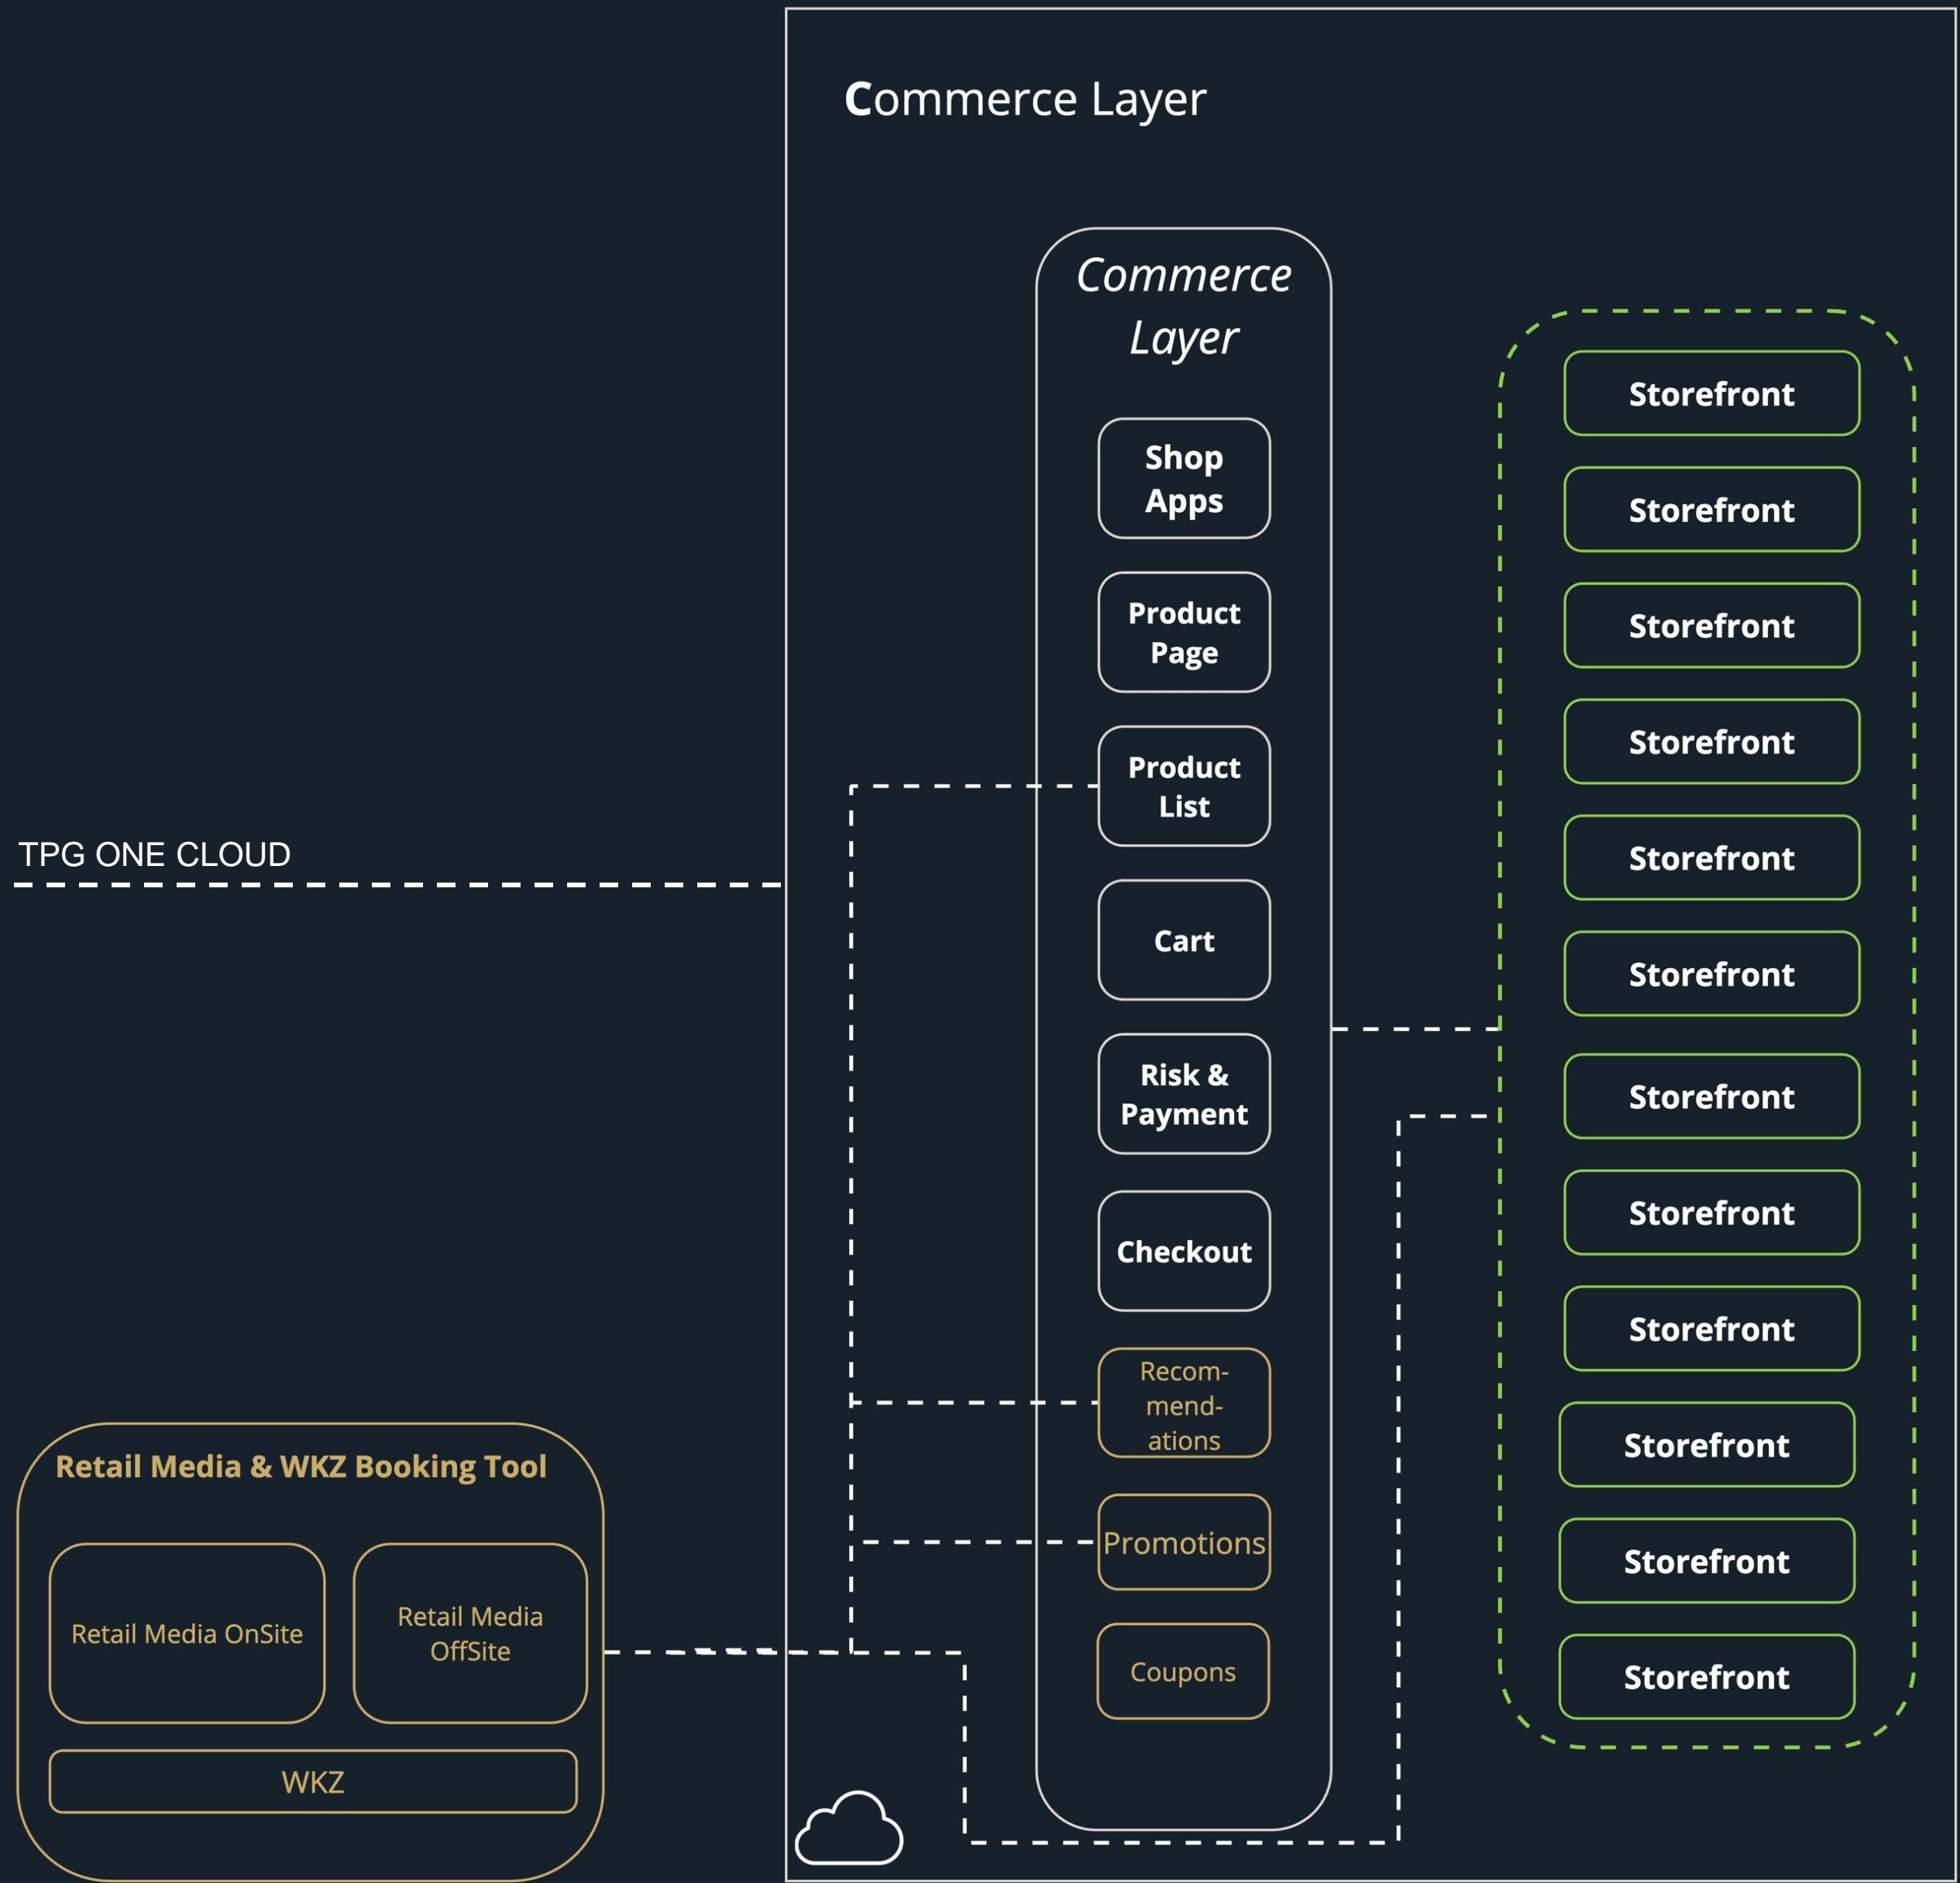 Commerce Layer
Commerce
Layer
Shop
Apps
Product
Page
Product
List
Cart
Risk &
Payment
Checkout
Recom-
mend-
ations
Promotions
Coupons
Storefront
Storefront
Storefront
Storefront
Storefront
Storefront
Storefront
Storefront
Storefront
Storefront
Storefront
Storefront
TPG ONE CLOUD
Retail Media & WKZ Booking Tool
Retail Media OnSite
Retail Media
OffSite
WKZ